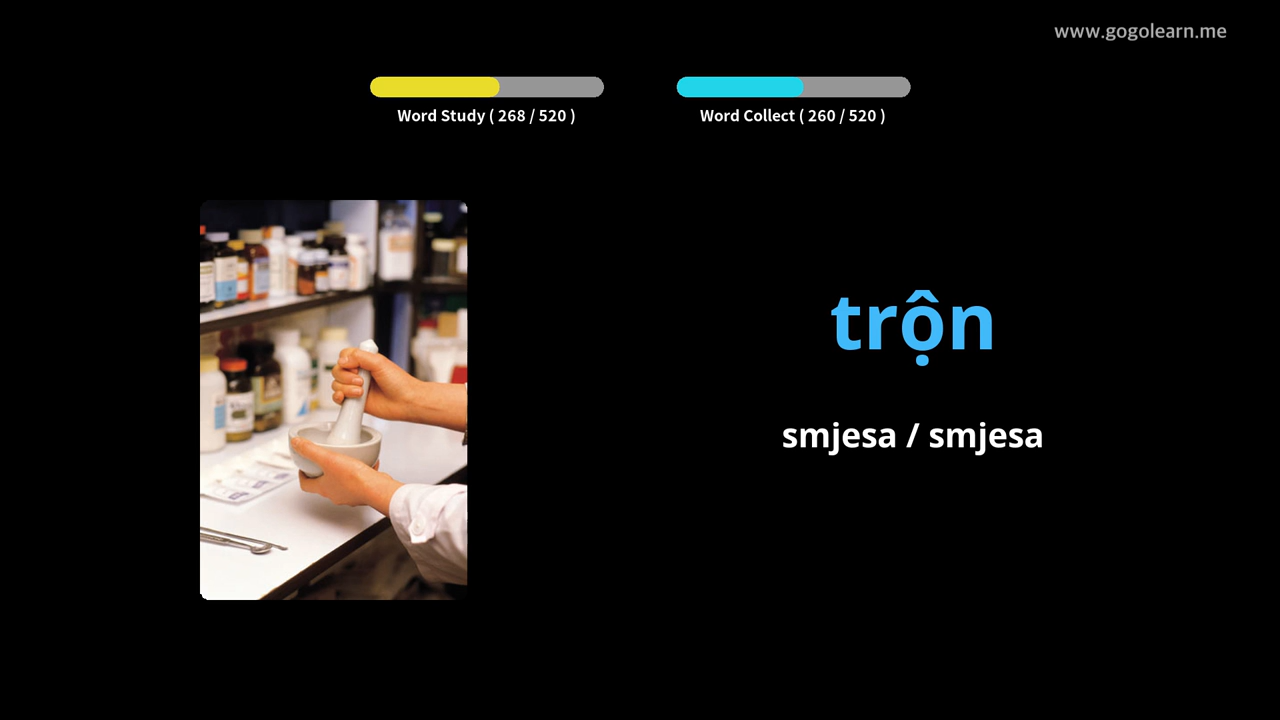 www.gogolearn.me
Word Study ( 268 / 520 )
Word Collect ( 260 / 520 )
trộn
smjesa / smjesa